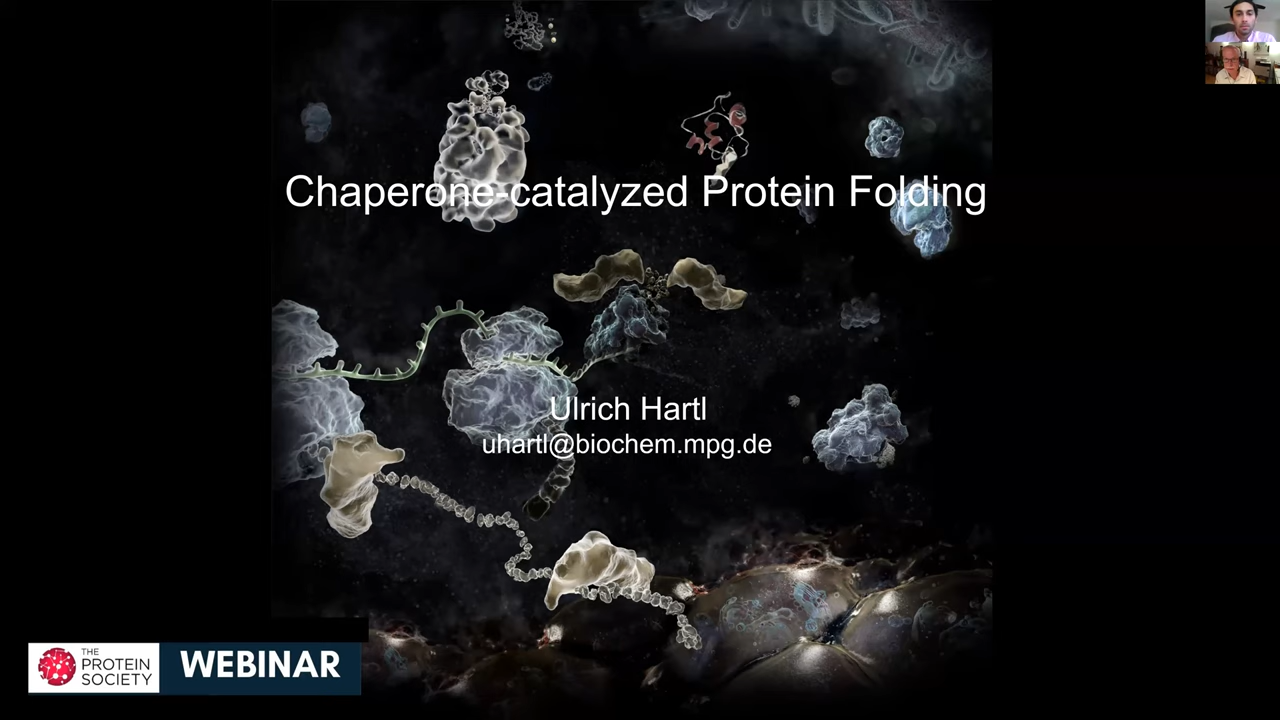 Chaperone-catalyzed Protein Folding
Ulrich Hartl
uhartl@biochem.mpg.de
THE
PROTEIN
SOCIETY
WEBINAR